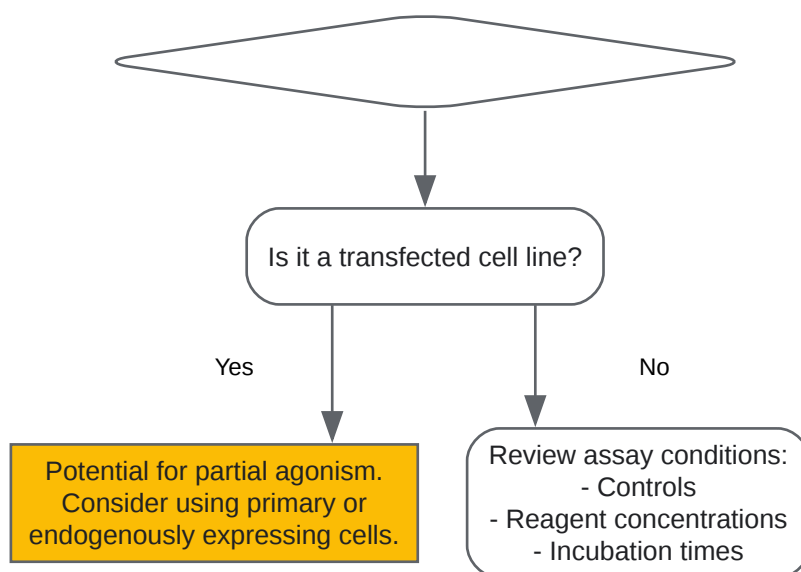 Is it a transfected cell line?
Yes
No
Potential for partial agonism.
Consider using primary or
endogenously expressing cells.
Review assay conditions:
- Controls
- Reagent concentrations
- Incubation times